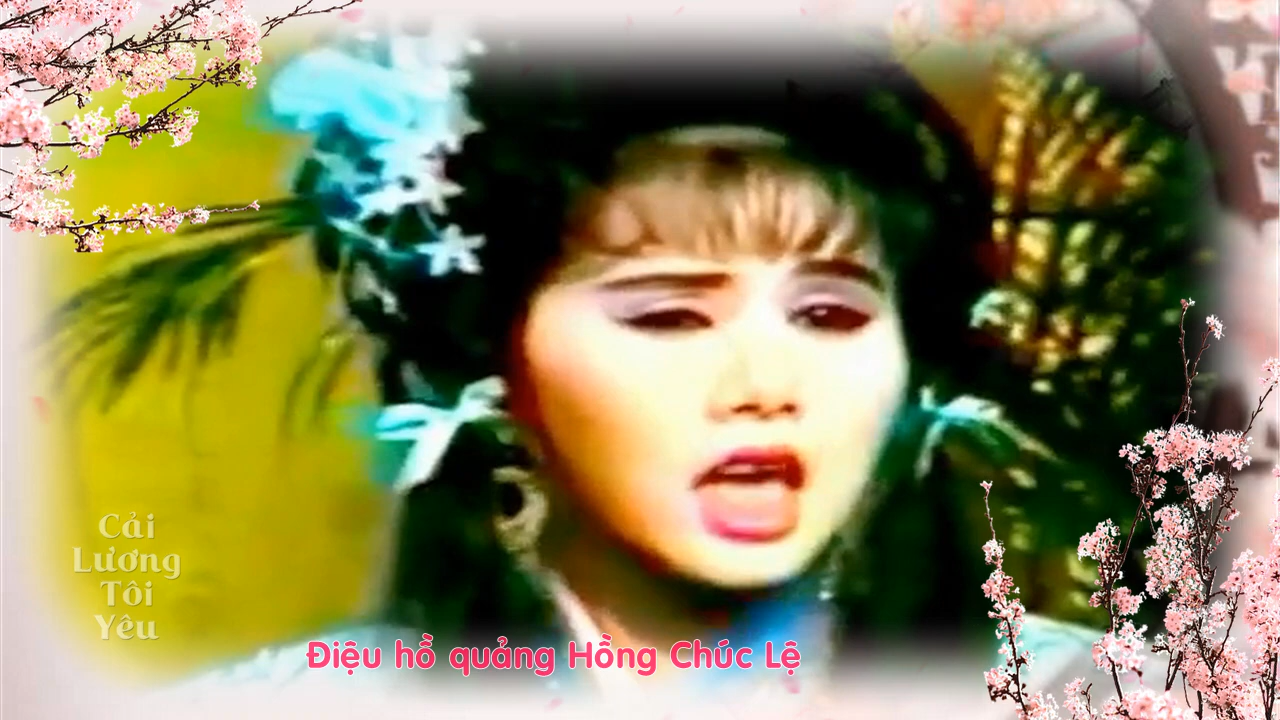 Cải
Lương
Tôi
Yêu
Điệu hồ quảng Hồng Chúc Lệ